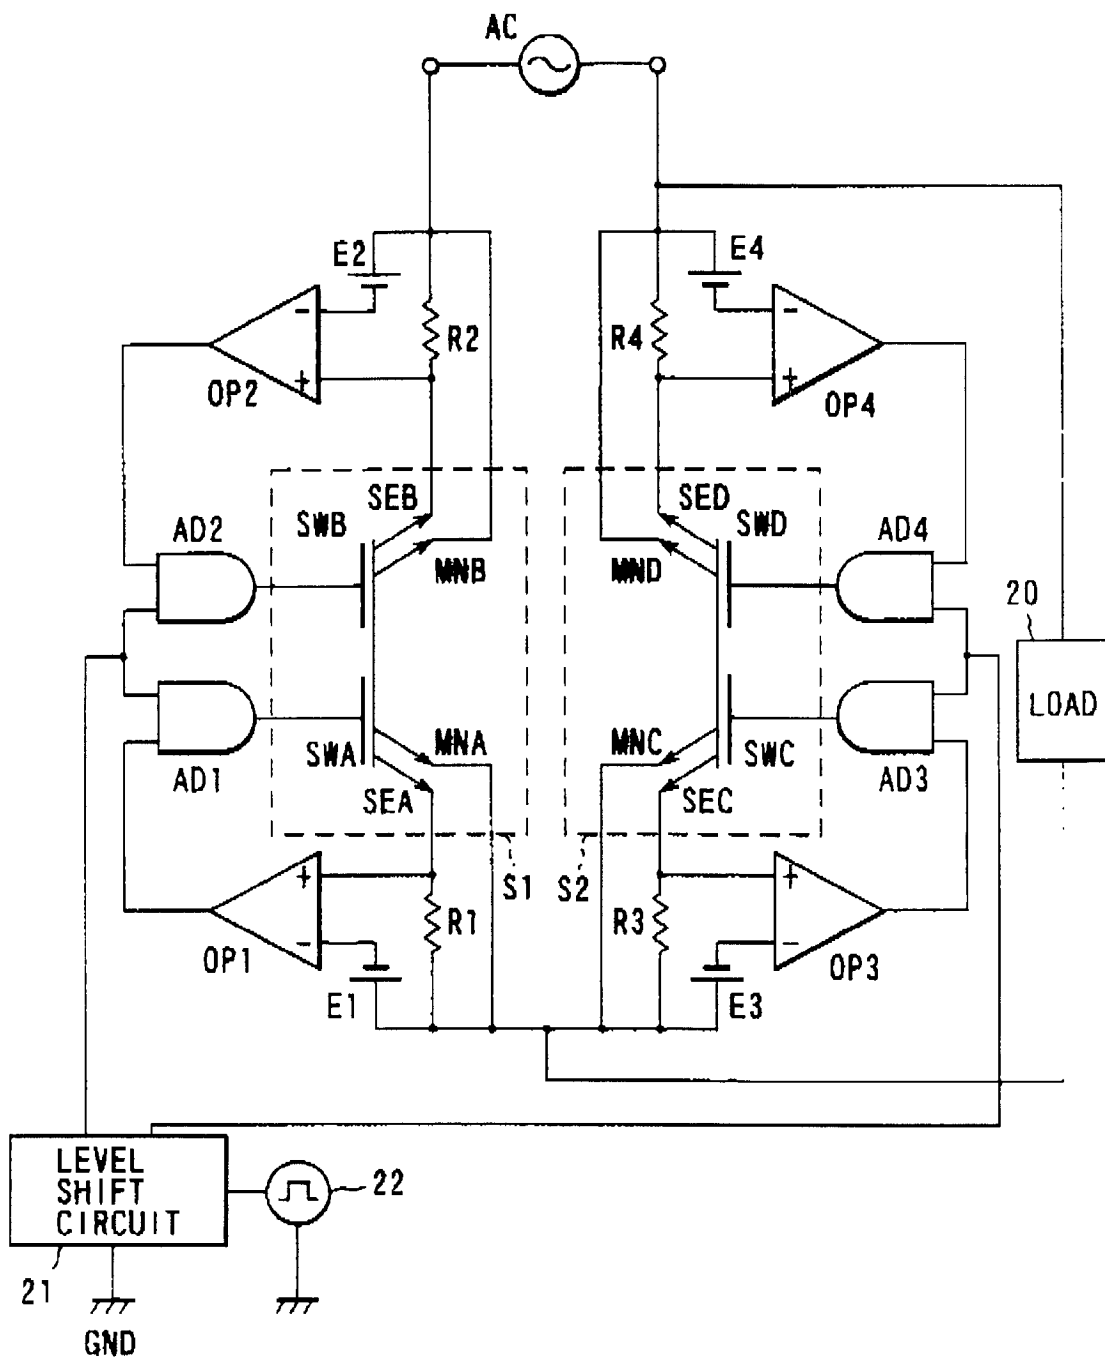 AC
E2
E4
R2
R4
OP2
OP4
SEB
SED
SWB
SWD
AD2
AD4
MNB
MND
20
LOAD
MNA
MNC
SWA
SWC
AD1
AD3
SEA
SEC
S1
S2
R1
R3
OP1
OP3
E1
E3
LEVEL
SHIFT
CIRCUIT
22
21
GND